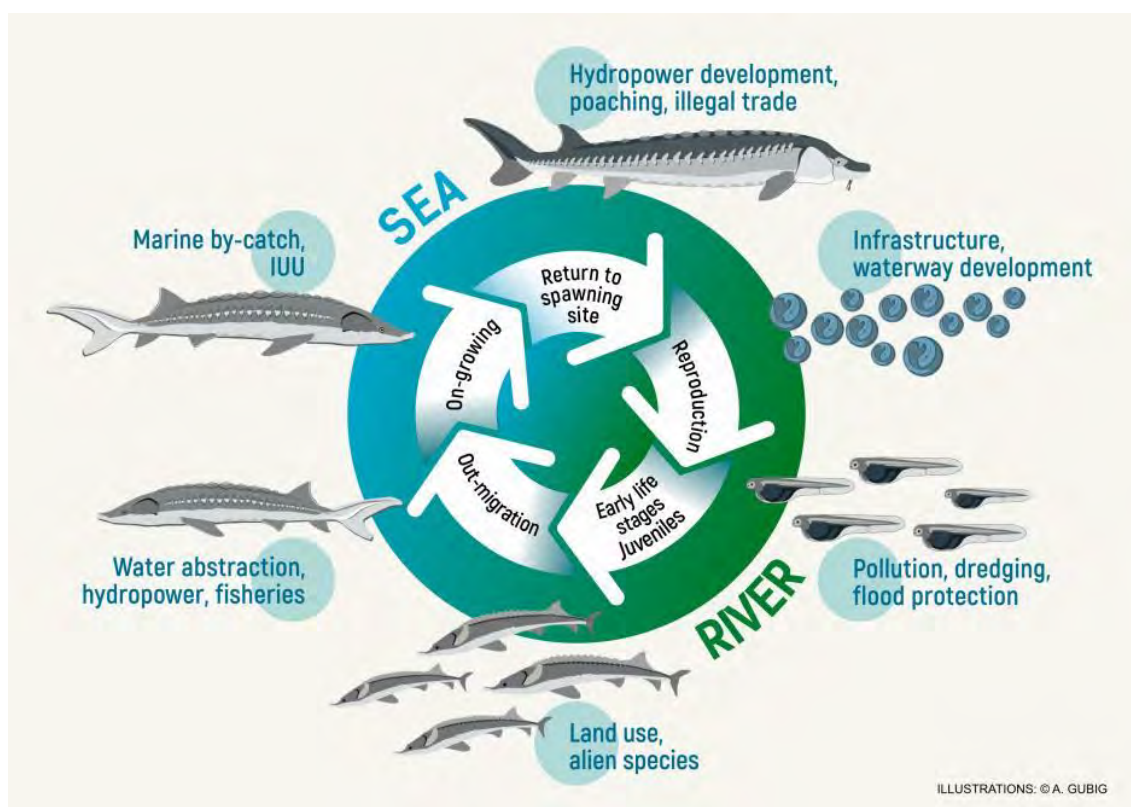 Hydropower development,
poaching, illegal trade
SEA
Marine by-catch,
IUU
Infrastructure,
waterway development
Return to
spawning
site
On-growing
Reproduction
Out-migration
Early life
stages
Juveniles
Water abstraction,
hydropower, fisheries
Pollution, dredging,
flood protection
RIVER
Land use,
alien species
ILLUSTRATIONS: © A. GUBIG